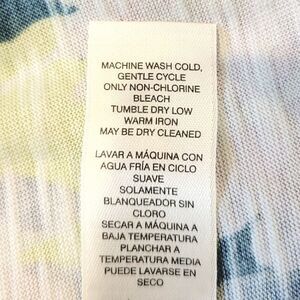 MACHINE WASH COLD,
GENTLE CYCLE
ONLY NON-CHLORINE
BLEACH
TUMBLE DRY LOW
WARM IRON
MAY BE DRY CLEANED
LAVAR A MÁQUINA CON
AGUA FRÍA EN CICLO
SUAVE
SOLAMENTE
BLANQUEADOR SIN
CLORO
SECAR A MÁQUINA A
BAJA TEMPERATURA
PLANCHAR A
TEMPERATURA MEDIA
PUEDE LAVARSE EN
SECO